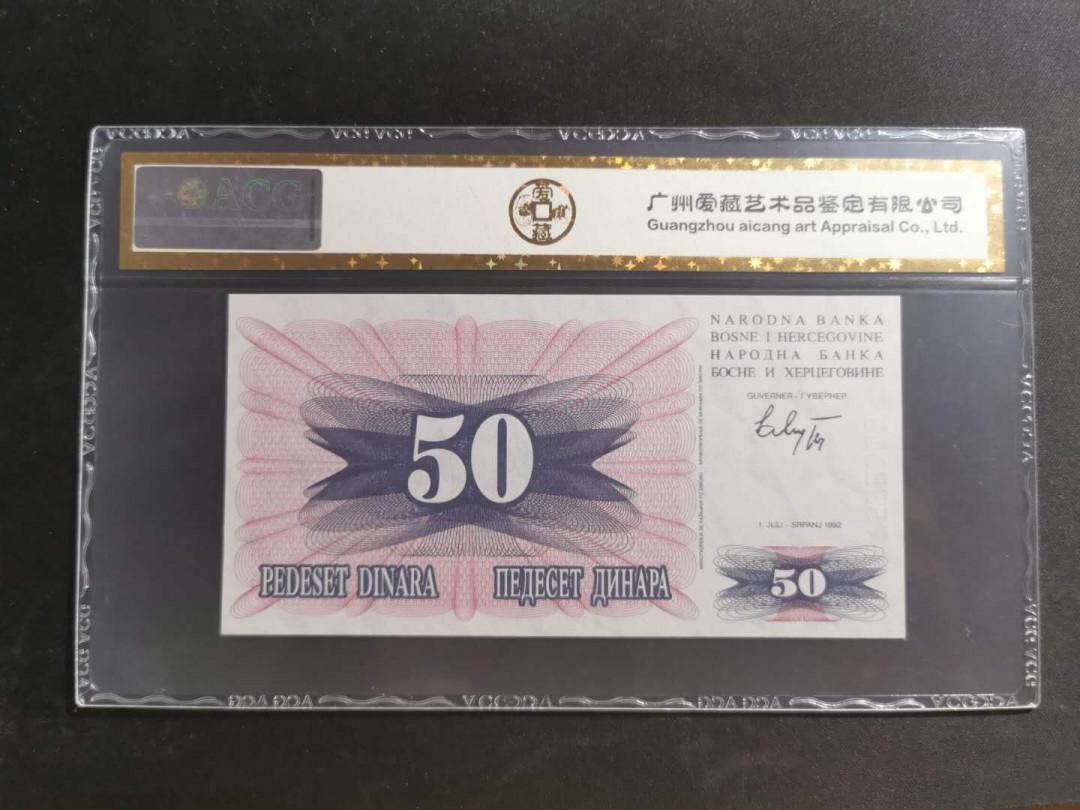 ACG
爱藏
广州爱藏艺术品鉴定有限公司
Guangzhou aicang art Appraisal Co., Ltd.
NARODNA BANKA
BOSNE I HERCEGOVINE
НАРОДНА БАНКА
БОСНЕ И ХЕРЦЕГОВИНЕ
GUVERNER - ГУВЕРНЕР
50
1. JULI - SRPANJ 1992
PEDESET DINARA
ПЕДЕСЕТ ДИНАРА
50